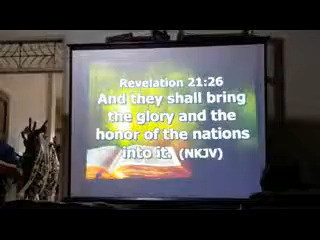 Revelation 21:26
And they shall bring
the glory and the
honor of the nations
into it. (NKJV)